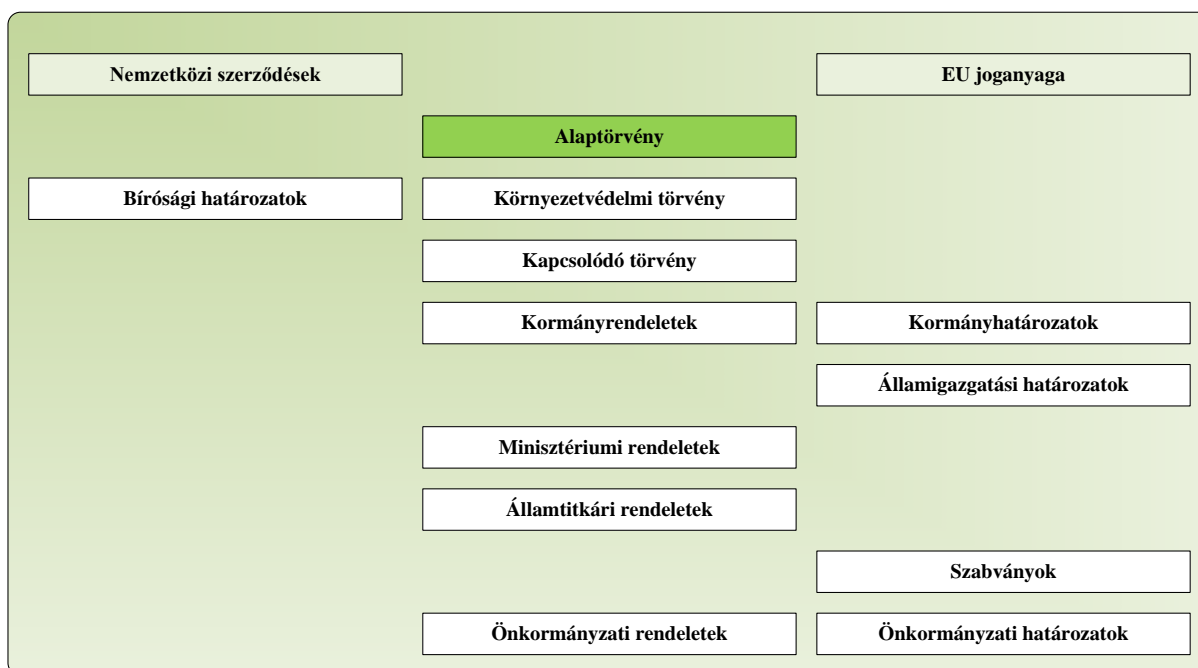 Nemzetközi szerződések
EU joganyaga
Alaptörvény
Bírósági határozatok
Környezetvédelmi törvény
Kapcsolódó törvény
Kormányrendeletek
Kormányhatározatok
Államigazgatási határozatok
Minisztériumi rendeletek
Államtitkári rendeletek
Szabványok
Önkormányzati rendeletek
Önkormányzati határozatok